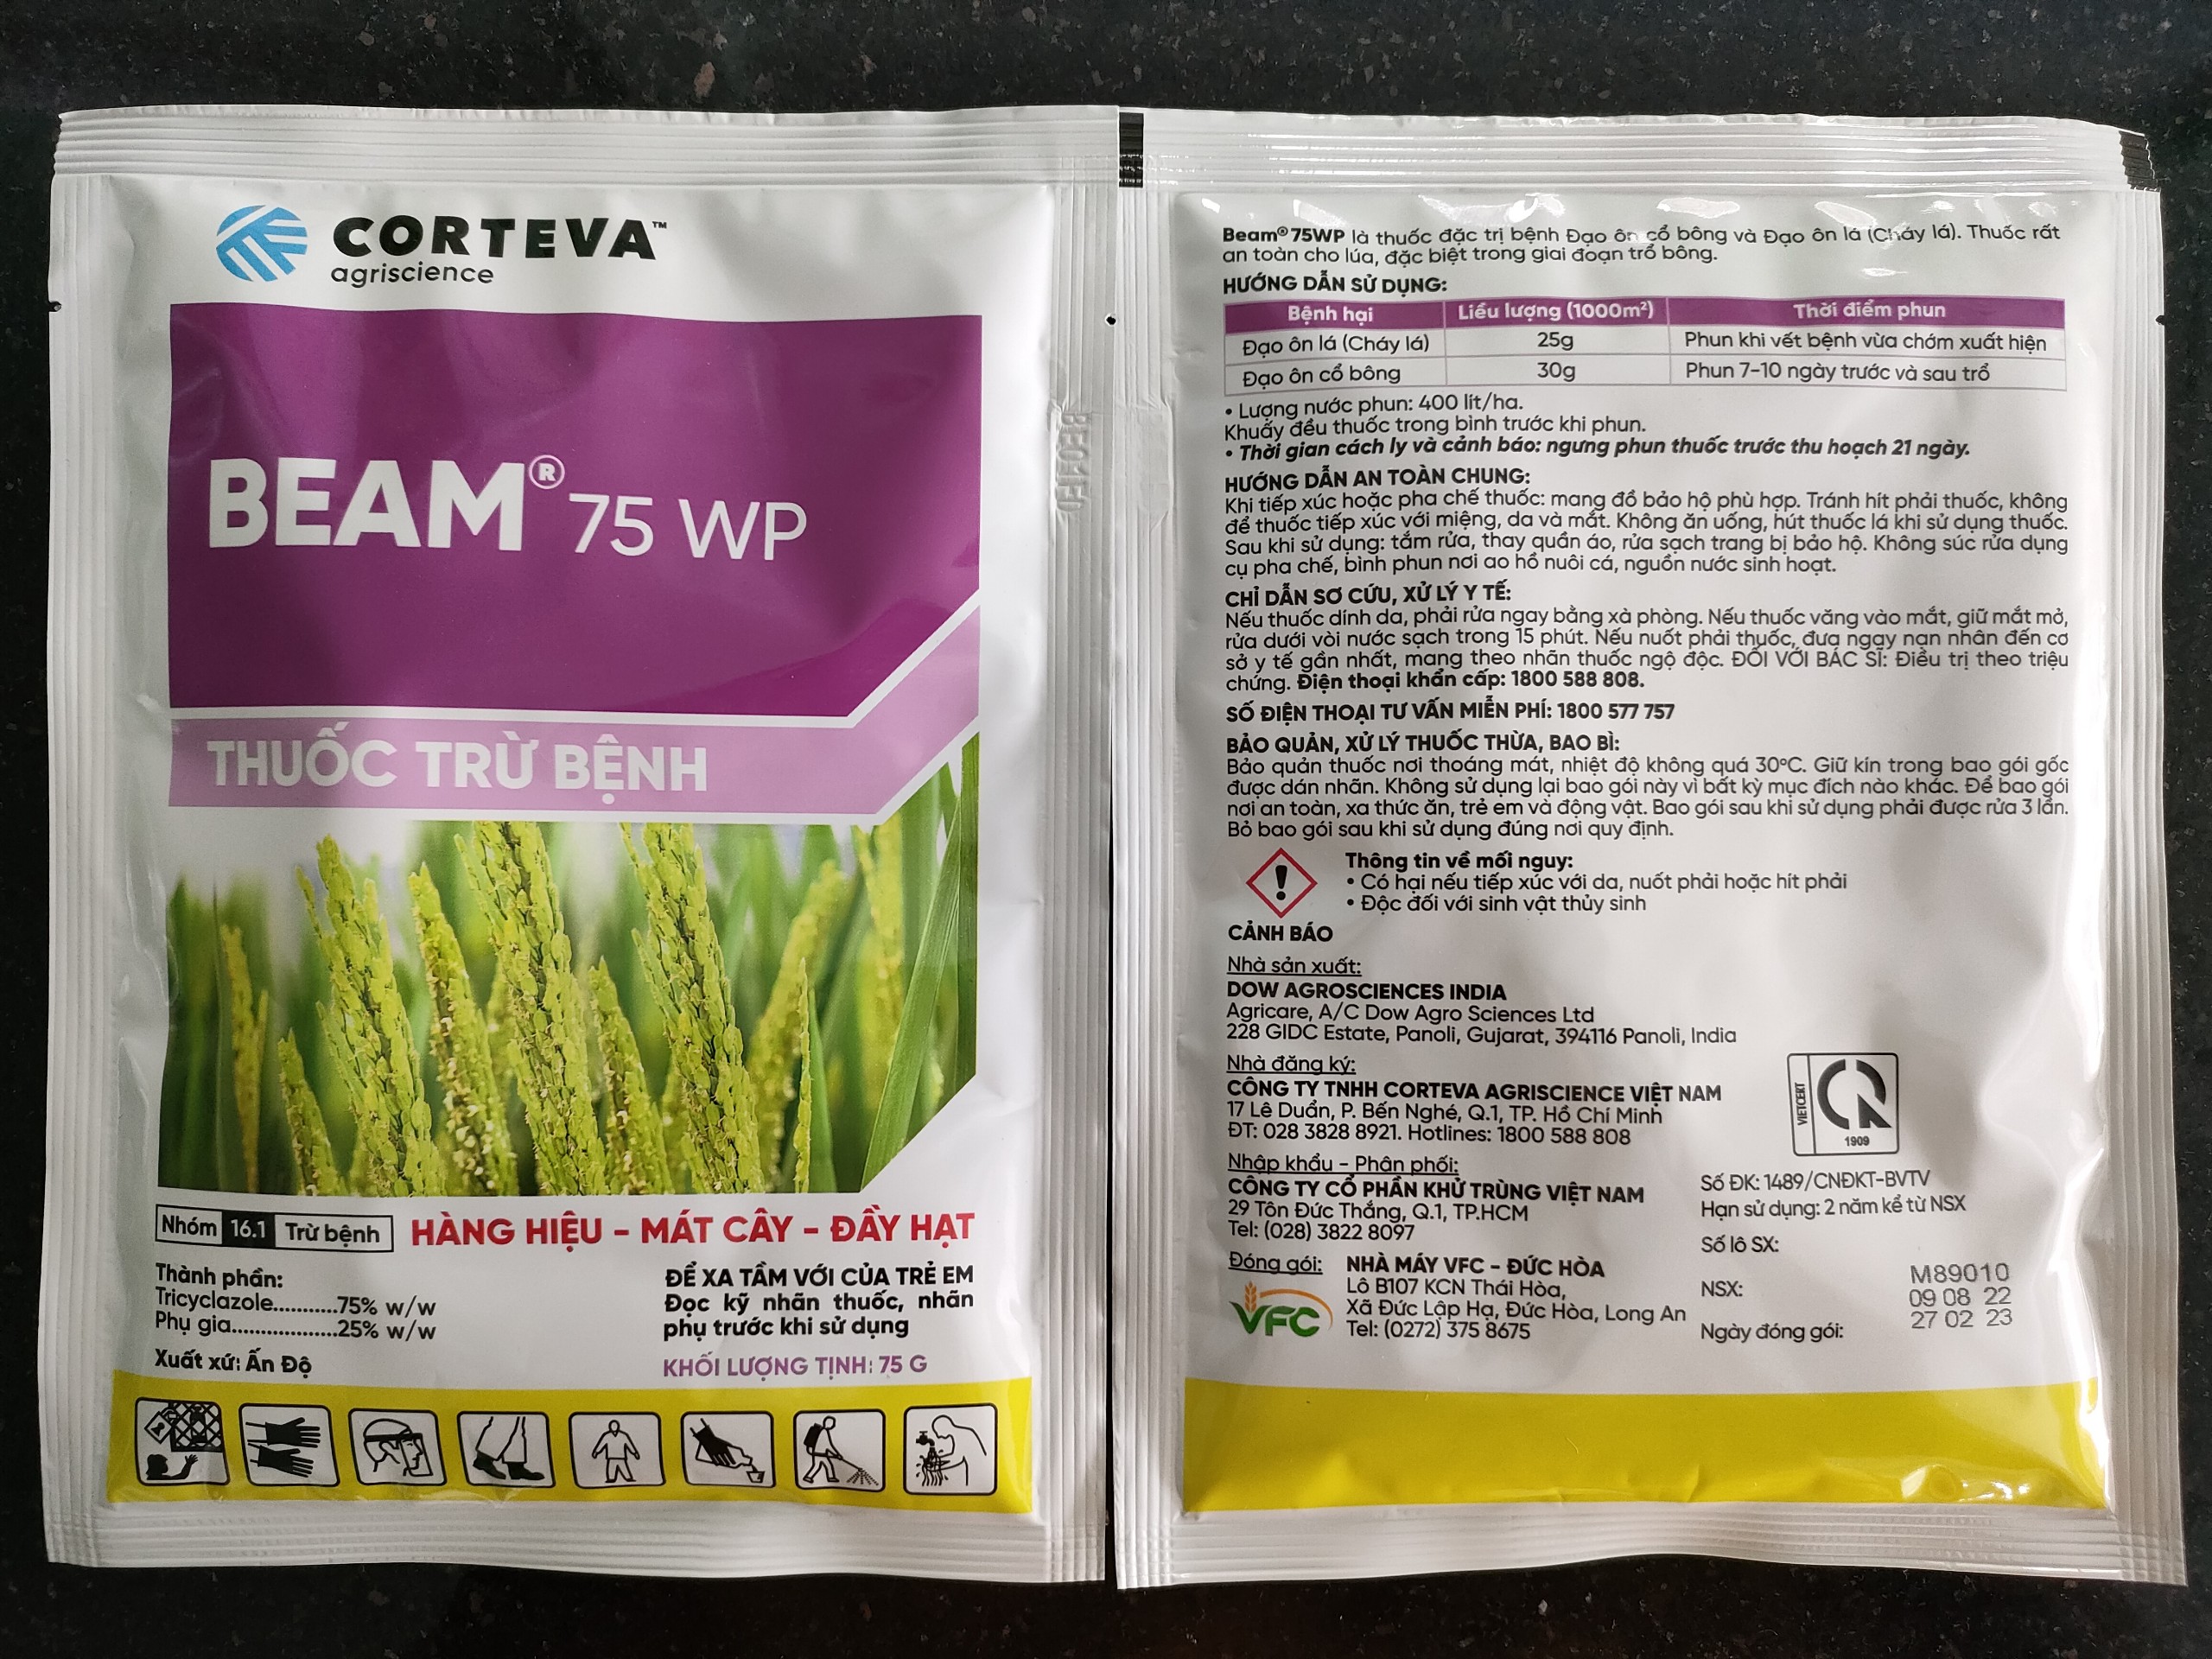 CORTEVA™
agriscience
BEAM® 75 WP
THUỐC TRỪ BỆNH
Nhóm 16.1 Trừ bệnh
HÀNG HIỆU - MÁT CÂY - ĐẦY HẠT
Thành phần:
Tricyclazole...........75% w/w
Phụ gia...................25% w/w
Xuất xứ: Ấn Độ
ĐỂ XA TẦM VỚI CỦA TRẺ EM
Đọc kỹ nhãn thuốc, nhãn
phụ trước khi sử dụng
KHỐI LƯỢNG TỊNH: 75 G
Beam® 75WP là thuốc đặc trị bệnh Đạo ôn cổ bông và Đạo ôn lá (Cháy lá). Thuốc rất
an toàn cho lúa, đặc biệt trong giai đoạn trổ bông.
HƯỚNG DẪN SỬ DỤNG:
Bệnh hại Liều lượng (1000m²) Thời điểm phun
Đạo ôn lá (Cháy lá) 25g Phun khi vết bệnh vừa chớm xuất hiện
Đạo ôn cổ bông 30g Phun 7-10 ngày trước và sau trổ
• Lượng nước phun: 400 lít/ha.
Khuấy đều thuốc trong bình trước khi phun.
• Thời gian cách ly và cảnh báo: ngưng phun thuốc trước thu hoạch 21 ngày.
HƯỚNG DẪN AN TOÀN CHUNG:
Khi tiếp xúc hoặc pha chế thuốc: mang đồ bảo hộ phù hợp. Tránh hít phải thuốc, không
để thuốc tiếp xúc với miệng, da và mắt. Không ăn uống, hút thuốc lá khi sử dụng thuốc.
Sau khi sử dụng: tắm rửa, thay quần áo, rửa sạch trang bị bảo hộ. Không súc rửa dụng
cụ pha chế, bình phun nơi ao hồ nuôi cá, nguồn nước sinh hoạt.
CHỈ DẪN SƠ CỨU, XỬ LÝ Y TẾ:
Nếu thuốc dính da, phải rửa ngay bằng xà phòng. Nếu thuốc văng vào mắt, giữ mắt mở,
rửa dưới vòi nước sạch trong 15 phút. Nếu nuốt phải thuốc, đưa ngay nạn nhân đến cơ
sở y tế gần nhất, mang theo nhãn thuốc ngộ độc. ĐỐI VỚI BÁC SĨ: Điều trị theo triệu
chứng. Điện thoại khẩn cấp: 1800 588 808.
SỐ ĐIỆN THOẠI TƯ VẤN MIỄN PHÍ: 1800 577 757
BẢO QUẢN, XỬ LÝ THUỐC THỪA, BAO BÌ:
Bảo quản thuốc nơi thoáng mát, nhiệt độ không quá 30°C. Giữ kín trong bao gói gốc
được dán nhãn. Không sử dụng lại bao gói này vì bất kỳ mục đích nào khác. Để bao gói
nơi an toàn, xa thức ăn, trẻ em và động vật. Bao gói sau khi sử dụng phải được rửa 3 lần.
Bỏ bao gói sau khi sử dụng đúng nơi quy định.
Thông tin về mối nguy:
• Có hại nếu tiếp xúc với da, nuốt phải hoặc hít phải
• Độc đối với sinh vật thủy sinh
CẢNH BÁO
Nhà sản xuất:
DOW AGROSCIENCES INDIA
Agricare, A/C Dow Agro Sciences Ltd
228 GIDC Estate, Panoli, Gujarat, 394116 Panoli, India
Nhà đăng ký:
CÔNG TY TNHH CORTEVA AGRISCIENCE VIỆT NAM
17 Lê Duẩn, P. Bến Nghé, Q.1, TP. Hồ Chí Minh
ĐT: 028 3828 8921. Hotlines: 1800 588 808
VIETCERT
1909
Nhập khẩu - Phân phối:
CÔNG TY CỔ PHẦN KHỬ TRÙNG VIỆT NAM
29 Tôn Đức Thắng, Q.1, TP.HCM
Tel: (028) 3822 8097
Đóng gói: NHÀ MÁY VFC - ĐỨC HÒA
Lô B107 KCN Thái Hòa,
Xã Đức Lập Hạ, Đức Hòa, Long An
Tel: (0272) 375 8675
VFC
Số ĐK: 1489/CNĐKT-BVTV
Hạn sử dụng: 2 năm kể từ NSX
Số lô SX: M89010
NSX: 09 08 22
Ngày đóng gói: 27 02 23